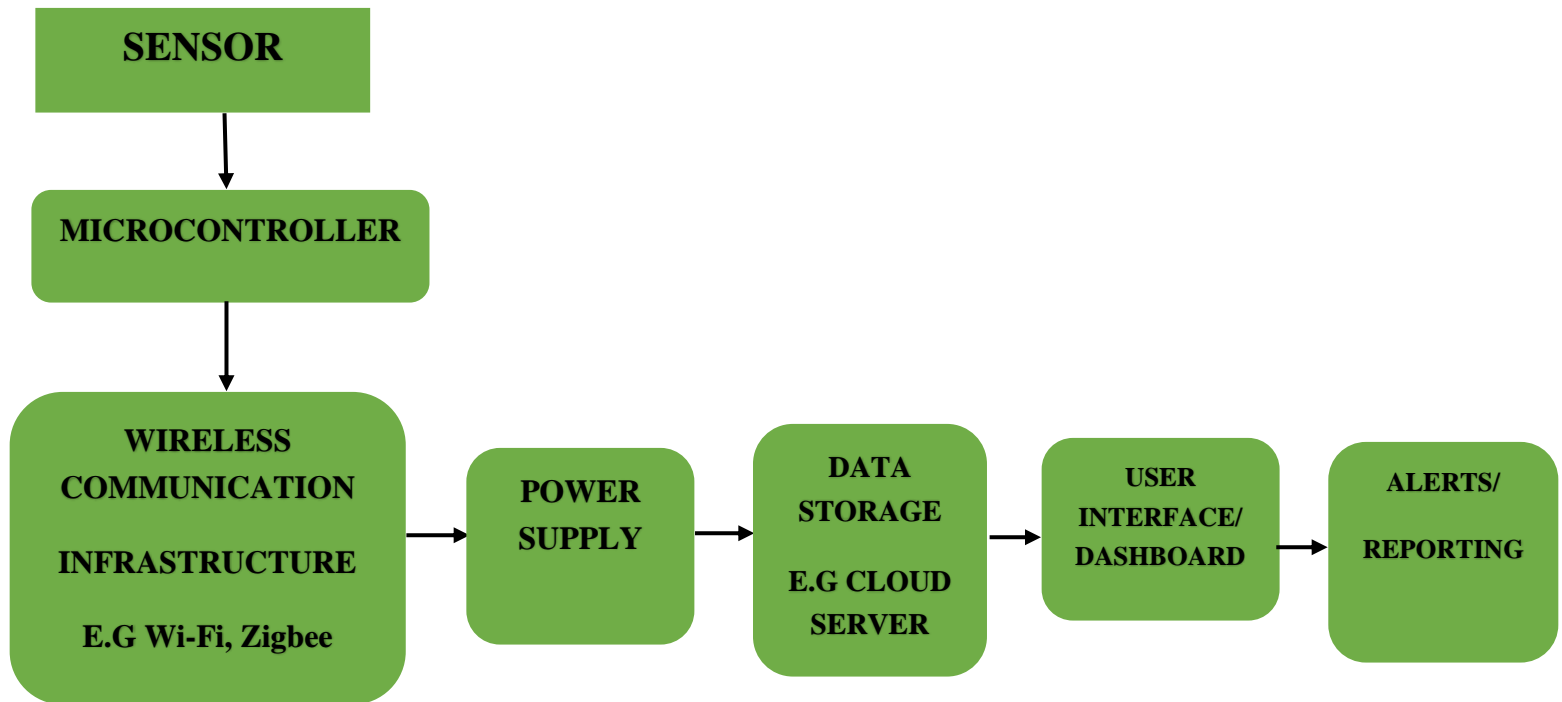 SENSOR
MICROCONTROLLER
WIRELESS
COMMUNICATION
INFRASTRUCTURE
E.G Wi-Fi, Zigbee
POWER
SUPPLY
DATA
STORAGE
E.G CLOUD
SERVER
USER
INTERFACE/
DASHBOARD
ALERTS/
REPORTING